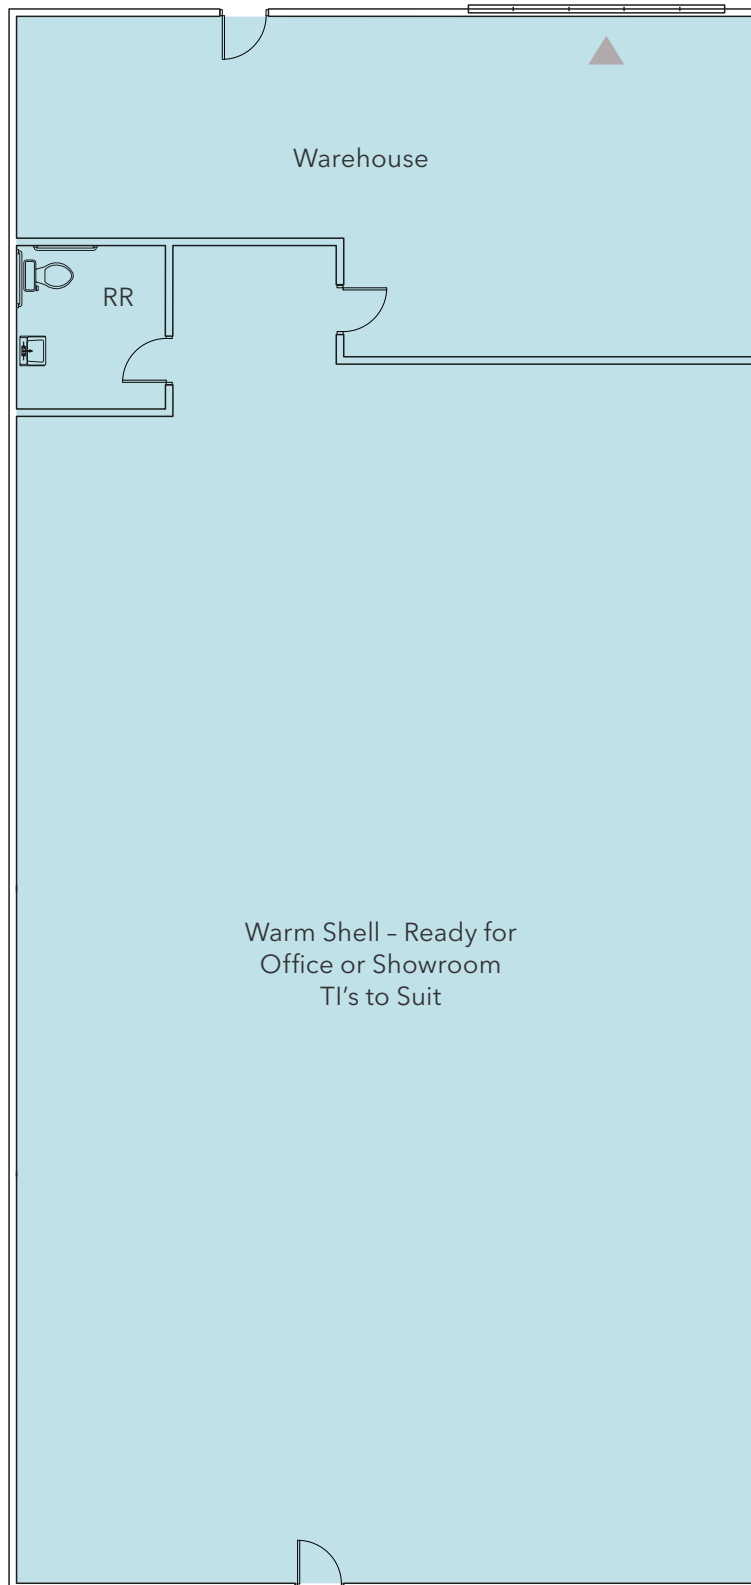 Warehouse
RR
Warm Shell – Ready for
Office or Showroom
TI's to Suit